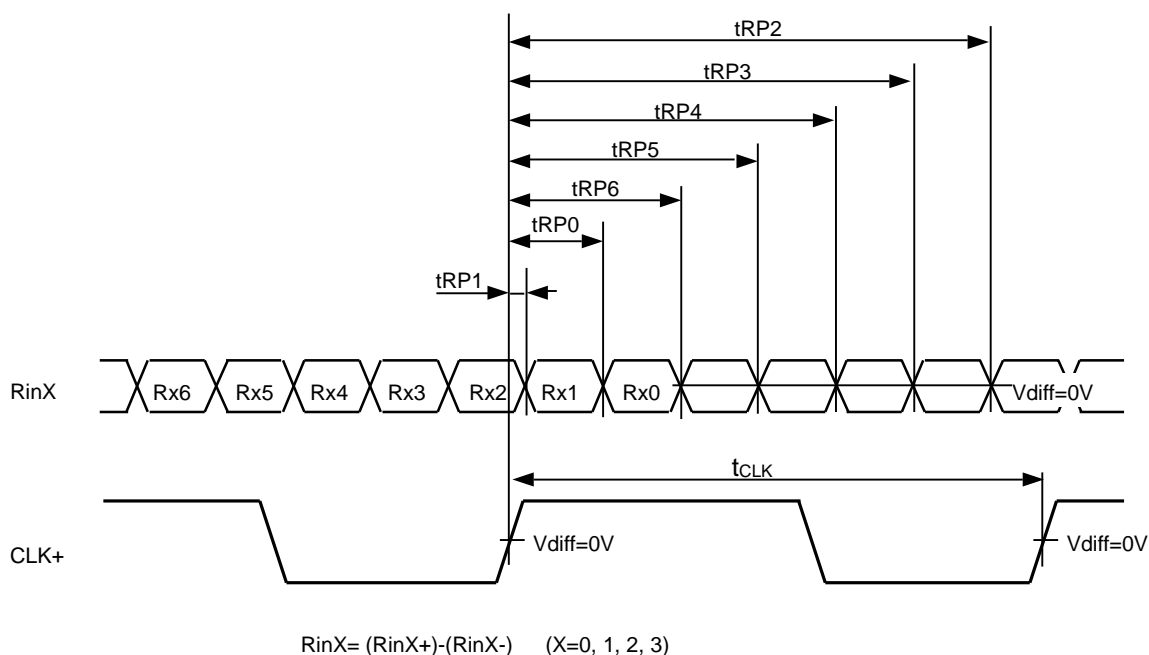 tRP2
tRP3
tRP4
tRP5
tRP6
tRP0
tRP1
RinX Rx6 Rx5 Rx4 Rx3 Rx2 Rx1 Rx0 Vdiff=0V
tCLK
CLK+ Vdiff=0V Vdiff=0V
RinX= (RinX+)-(RinX-) (X=0, 1, 2, 3)